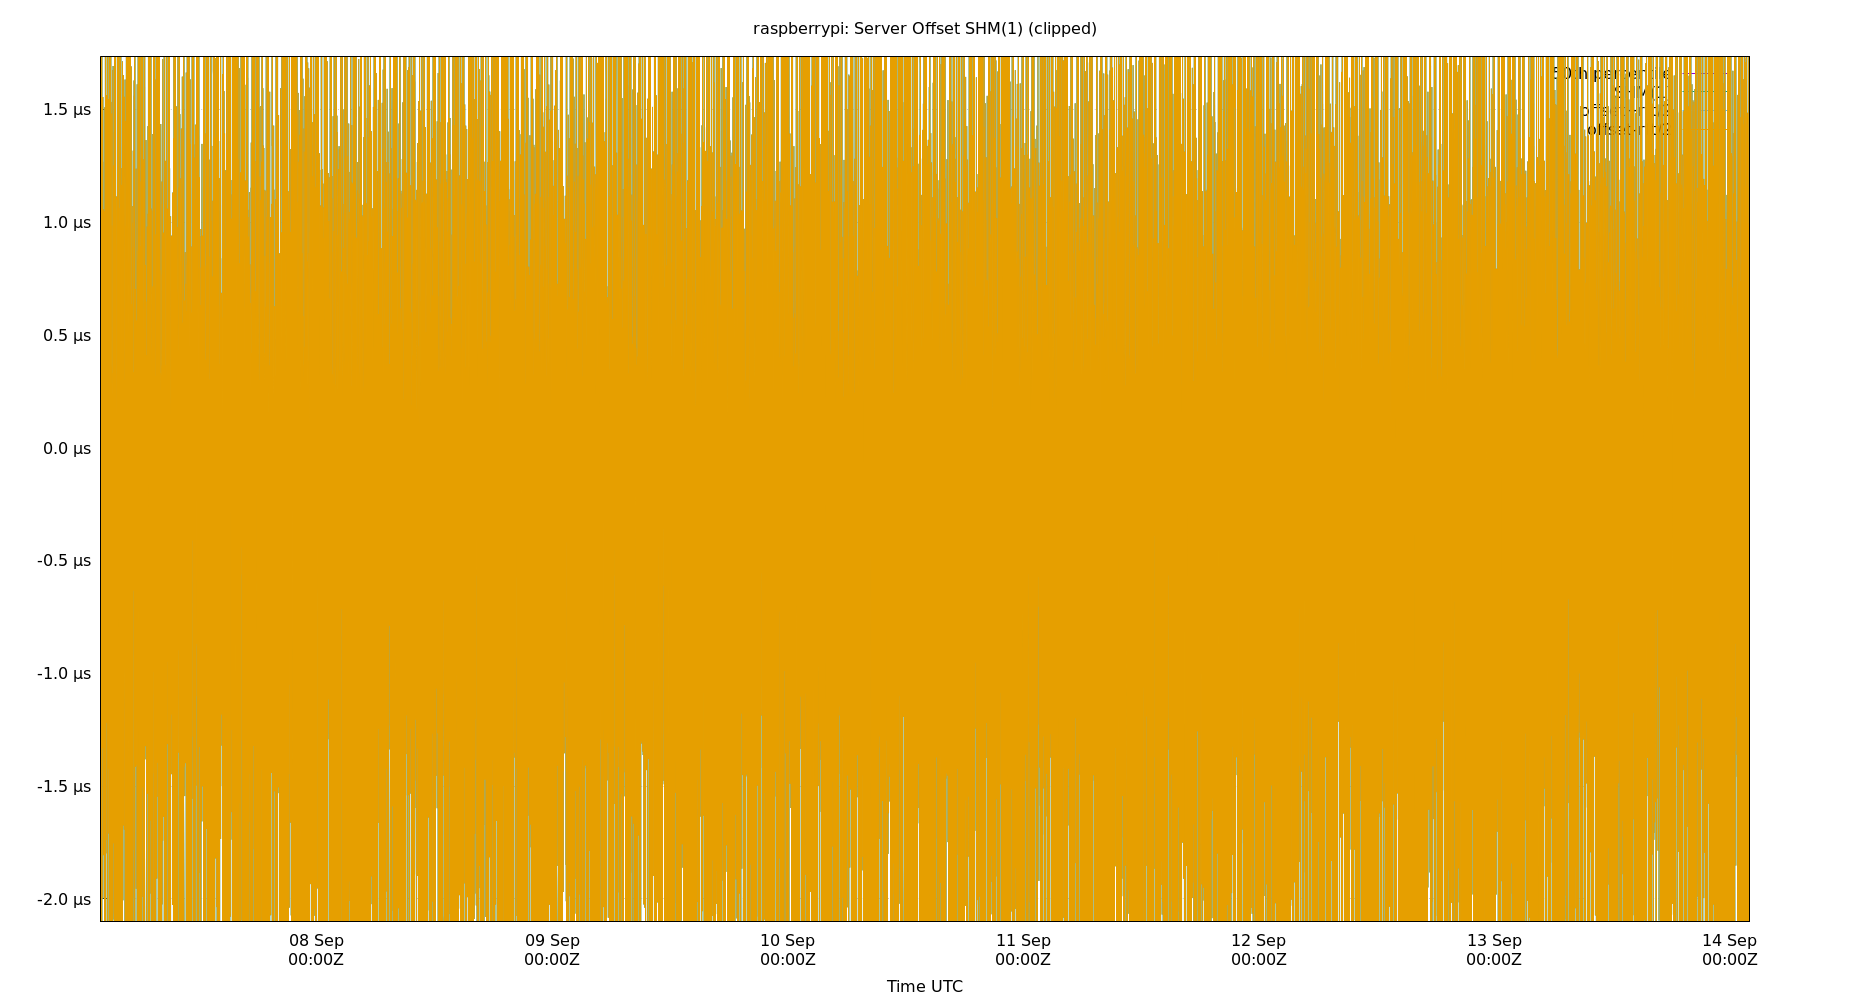 raspberrypi: Server Offset SHM(1) (clipped)
1.5 µs
1.0 µs
0.5 µs
0.0 µs
-0.5 µs
-1.0 µs
-1.5 µs
-2.0 µs
08 Sep 09 Sep 10 Sep 11 Sep 12 Sep 13 Sep 14 Sep
00:00Z 00:00Z 00:00Z 00:00Z 00:00Z 00:00Z 00:00Z
Time UTC